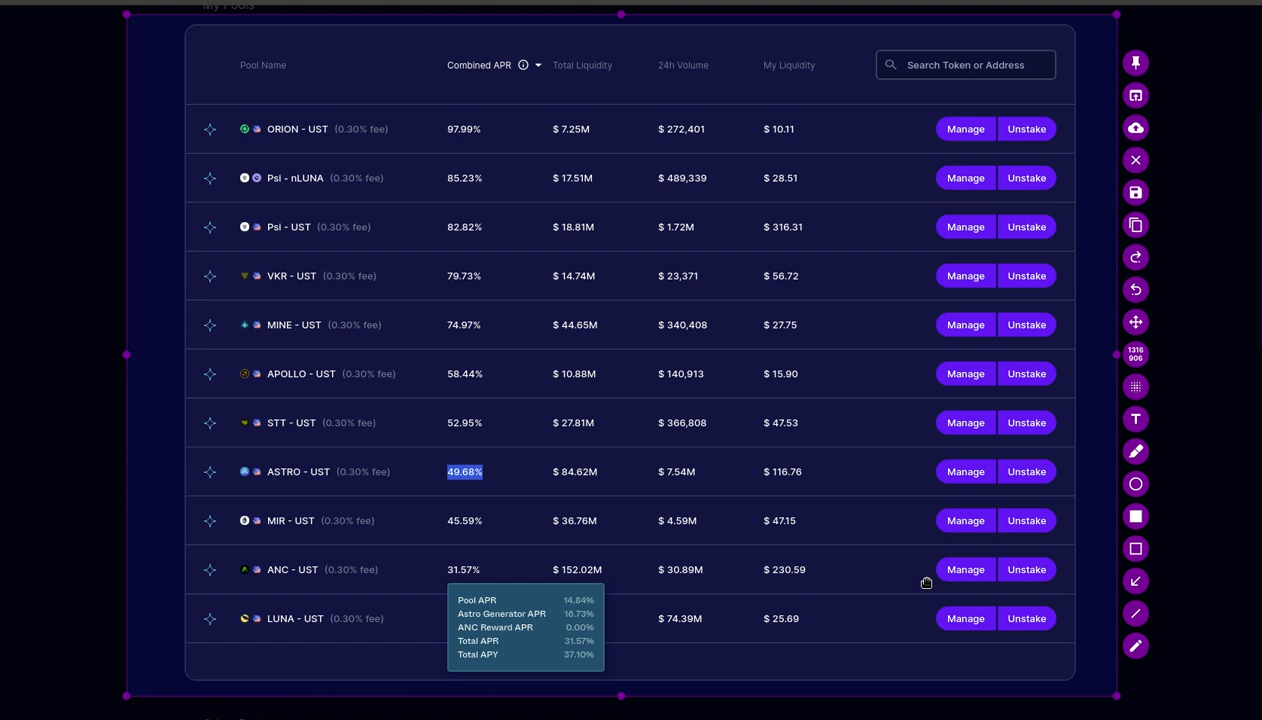 My Pools
Pool Name Combined APR Total Liquidity 24h Volume My Liquidity Search Token or Address
ORION - UST (0.30% fee) 97.99% $ 7.25M $ 272,401 $ 10.11 Manage Unstake
Psi - nLUNA (0.30% fee) 85.23% $ 17.51M $ 489,339 $ 28.51 Manage Unstake
Psi - UST (0.30% fee) 82.82% $ 18.81M $ 1.72M $ 316.31 Manage Unstake
VKR - UST (0.30% fee) 79.73% $ 14.74M $ 23,371 $ 56.72 Manage Unstake
MINE - UST (0.30% fee) 74.97% $ 44.65M $ 340,408 $ 27.75 Manage Unstake
1316
906
APOLLO - UST (0.30% fee) 58.44% $ 10.88M $ 140,913 $ 15.90 Manage Unstake
STT - UST (0.30% fee) 52.95% $ 27.81M $ 366,808 $ 47.53 Manage Unstake
ASTRO - UST (0.30% fee) 49.68% $ 84.62M $ 7.54M $ 116.76 Manage Unstake
MIR - UST (0.30% fee) 45.59% $ 36.76M $ 4.59M $ 47.15 Manage Unstake
ANC - UST (0.30% fee) 31.57% $ 152.02M $ 30.89M $ 230.59 Manage Unstake
LUNA - UST (0.30% fee) $ 74.39M $ 25.69 Manage Unstake
Pool APR 14.84%
Astro Generator APR 16.73%
ANC Reward APR 0.00%
Total APR 31.57%
Total APY 37.10%